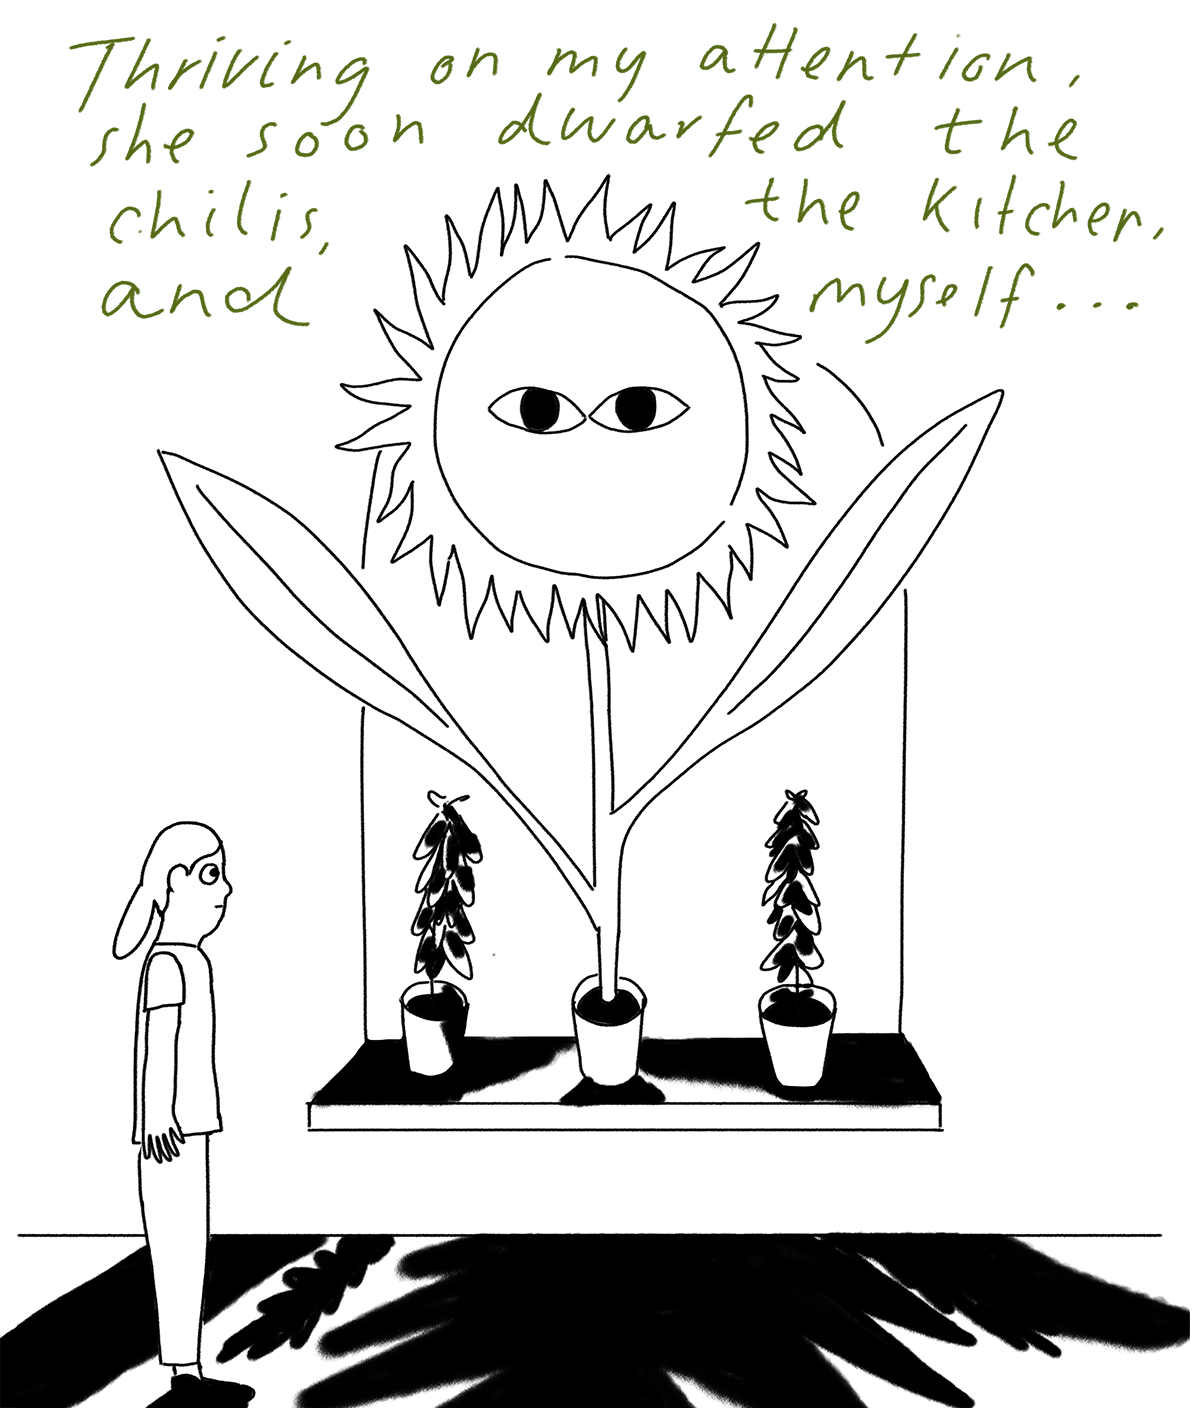 Thriving on my attention,
she soon dwarfed the
chilis, the kitchen,
and myself...